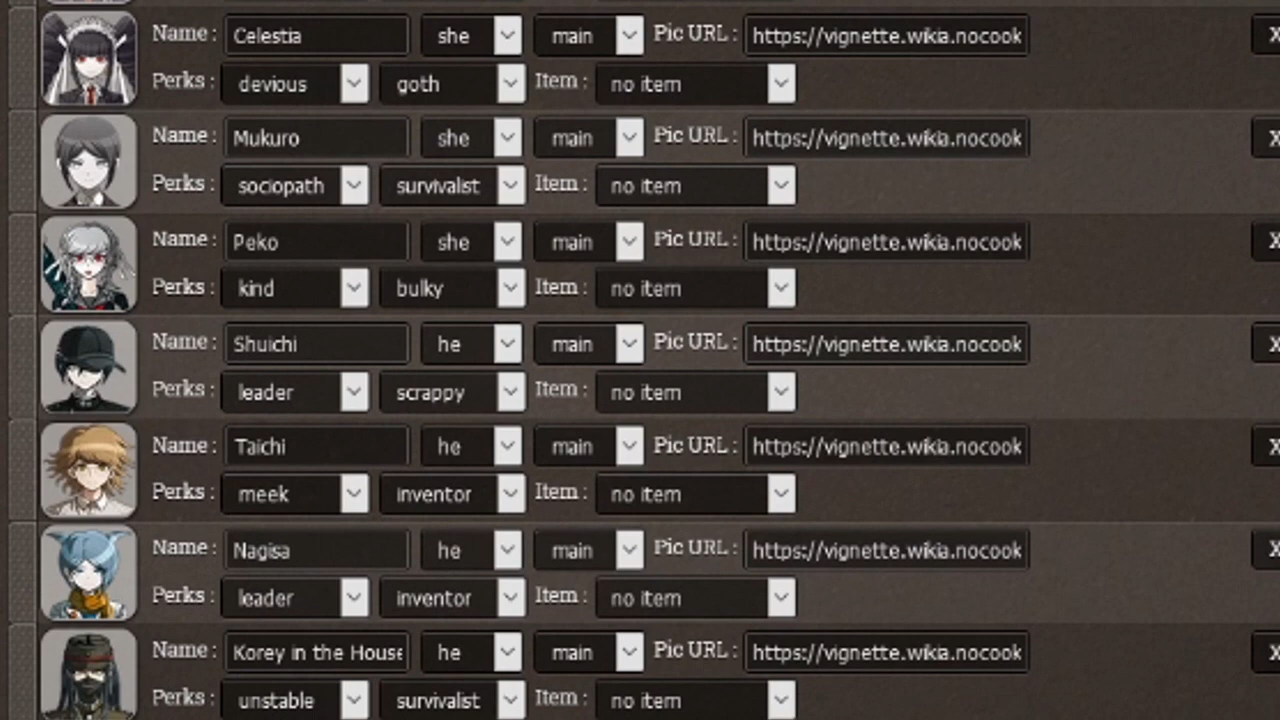 Name : Celestia she main Pic URL : https://vignette.wikia.nocook X
Perks : devious goth Item : no item
Name : Mukuro she main Pic URL : https://vignette.wikia.nocook X
Perks : sociopath survivalist Item : no item
Name : Peko she main Pic URL : https://vignette.wikia.nocook X
Perks : kind bulky Item : no item
Name : Shuichi he main Pic URL : https://vignette.wikia.nocook X
Perks : leader scrappy Item : no item
Name : Taichi he main Pic URL : https://vignette.wikia.nocook X
Perks : meek inventor Item : no item
Name : Nagisa he main Pic URL : https://vignette.wikia.nocook X
Perks : leader inventor Item : no item
Name : Korey in the House he main Pic URL : https://vignette.wikia.nocook X
Perks : unstable survivalist Item : no item